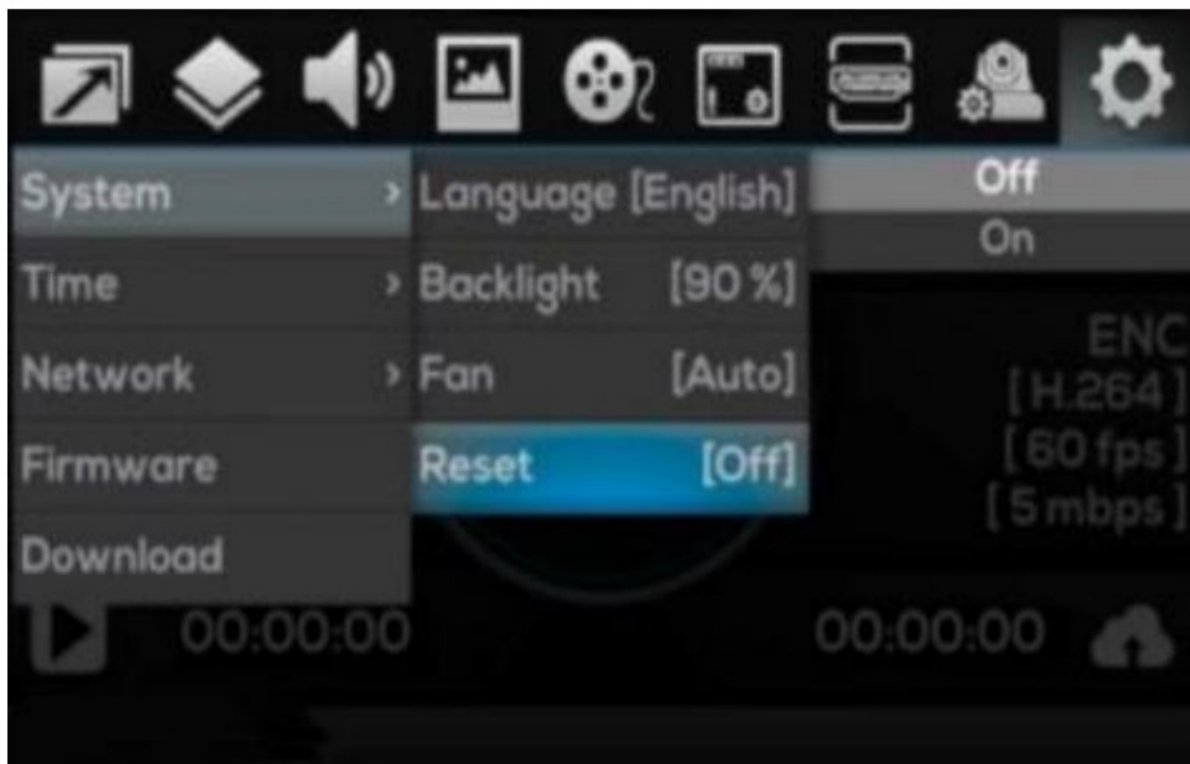 System >
Time >
Network >
Firmware
Download
Language [English]
Backlight [90 %]
Fan [Auto]
Reset [Off]
Off
On
ENC
[ H.264 ]
[ 60 fps ]
[ 5 mbps ]
00:00:00
00:00:00